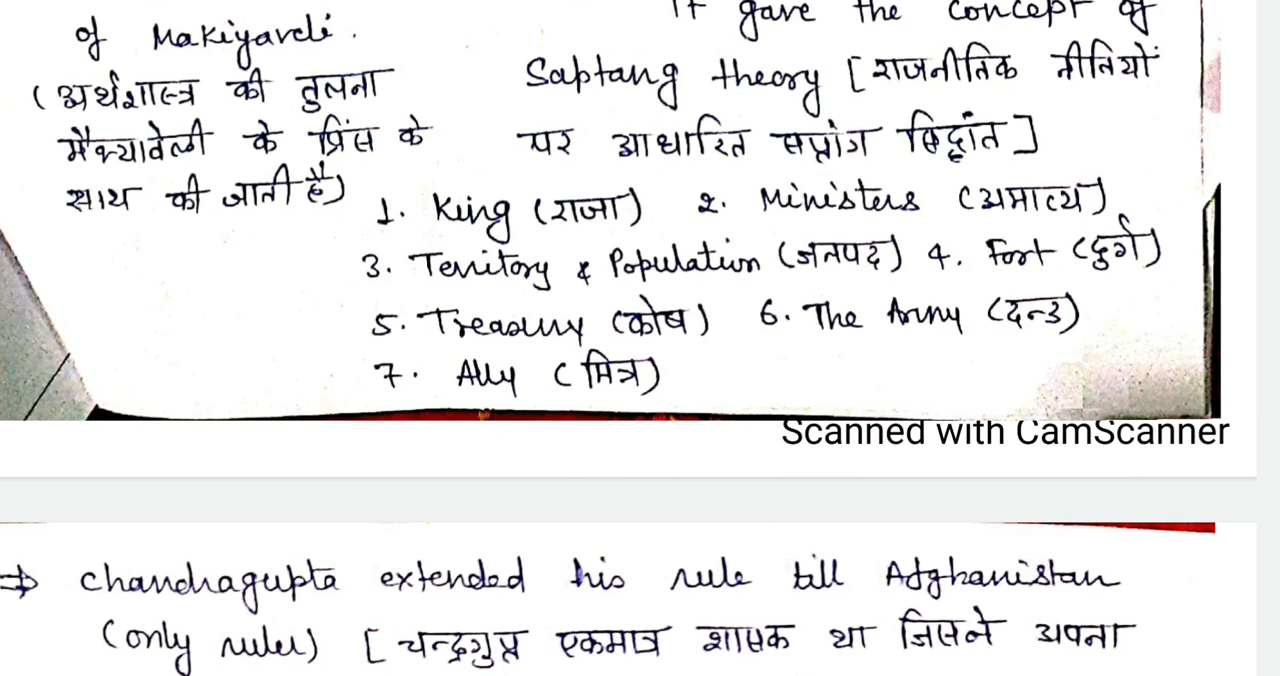 of Makiyaveli.
(अर्थशास्त्र की तुलना
मैक्यावेली के प्रिंस के
साथ की जाती है)
It gave the concept of
Saptang theory [राजनीतिक नीतियों
पर आधारित सप्तांग सिद्धांत]
1. King (राजा) 2. Ministers (अमात्य)
3. Territory & Population (जनपद) 4. Fort (दुर्ग)
5. Treasury (कोष) 6. The Army (दन्ड)
7. Ally (मित्र)
Scanned with CamScanner
⇒ Chandragupta extended his rule till Afghanistan
(only ruler) [चन्द्रगुप्त एकमात्र शासक था जिसने अपना